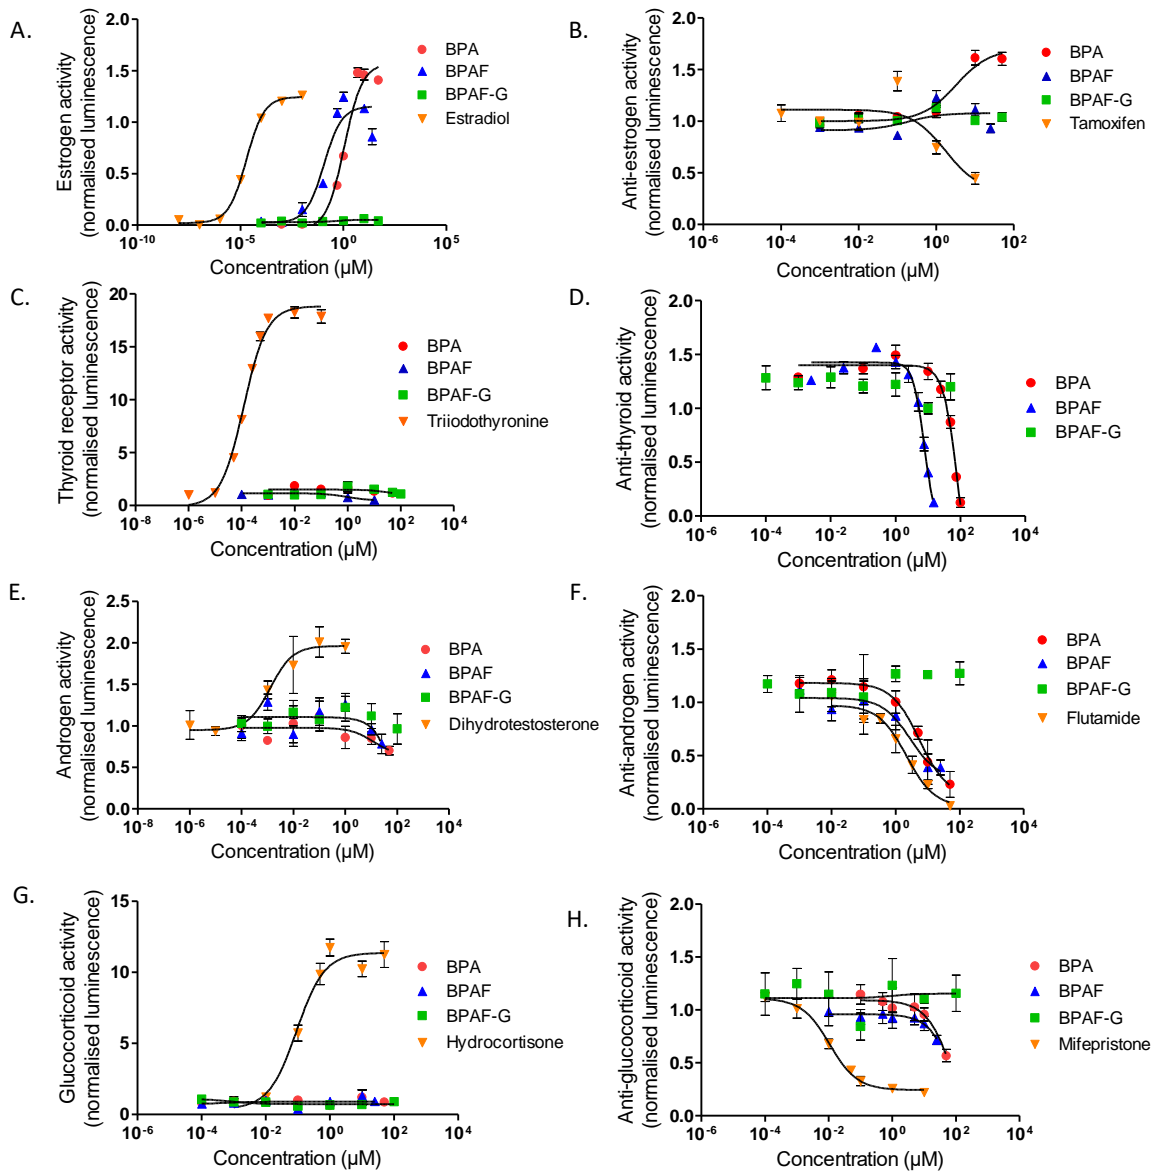 A.
Estrogen activity
(normalised luminescence)
2.0
1.5
1.0
0.5
0.0
10-10
10-5
100
105
Concentration (µM)
BPA
BPAF
BPAF-G
Estradiol
B.
Anti-estrogen activity
(normalised luminescence)
2.0
1.5
1.0
0.5
0.0
10-6
10-4
10-2
100
102
Concentration (µM)
BPA
BPAF
BPAF-G
Tamoxifen
C.
Thyroid receptor activity
(normalised luminescence)
20
15
10
5
0
10-8
10-6
10-4
10-2
100
102
104
Concentration (µM)
BPA
BPAF
BPAF-G
Triiodothyronine
D.
Anti-thyroid activity
(normalised luminescence)
2.0
1.5
1.0
0.5
0.0
10-6
10-4
10-2
100
102
104
Concentration (µM)
BPA
BPAF
BPAF-G
E.
Androgen activity
(normalised luminescence)
2.5
2.0
1.5
1.0
0.5
0.0
10-8
10-6
10-4
10-2
100
102
104
Concentration (µM)
BPA
BPAF
BPAF-G
Dihydrotestosterone
F.
Anti-androgen activity
(normalised luminescence)
2.0
1.5
1.0
0.5
0.0
10-6
10-4
10-2
100
102
104
Concentration (µM)
BPA
BPAF
BPAF-G
Flutamide
G.
Glucocorticoid activity
(normalised luminescence)
15
10
5
0
10-6
10-4
10-2
100
102
104
Concentration (µM)
BPA
BPAF
BPAF-G
Hydrocortisone
H.
Anti-glucocorticoid activity
(normalised luminescence)
2.0
1.5
1.0
0.5
0.0
10-6
10-4
10-2
100
102
104
Concentration (µM)
BPA
BPAF
BPAF-G
Mifepristone